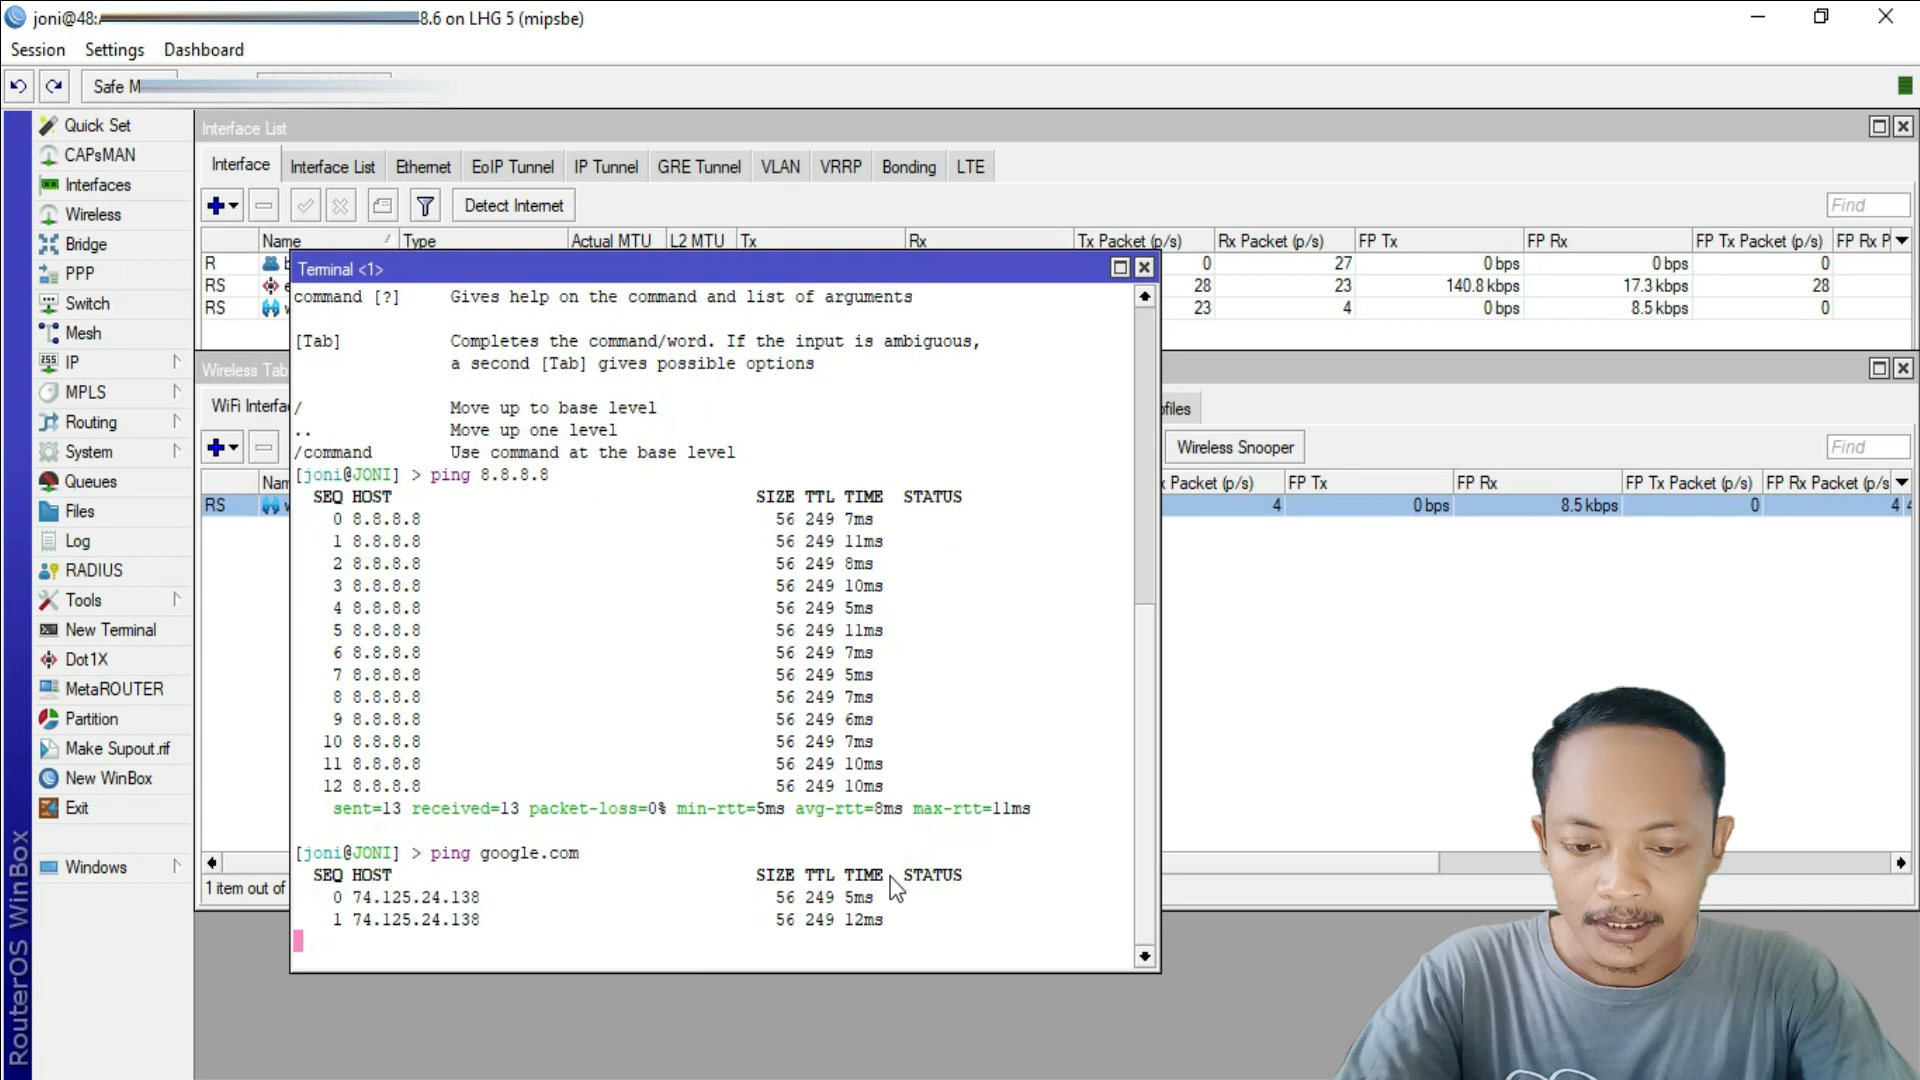 joni@48: 8.6 on LHG 5 (mipsbe)
Session Settings Dashboard
Safe M
Quick Set
CAPsMAN
Interfaces
Wireless
Bridge
PPP
Switch
Mesh
IP
MPLS
Routing
System
Queues
Files
Log
RADIUS
Tools
New Terminal
Dot1X
MetaROUTER
Partition
Make Supout.rif
New WinBox
Exit
Windows
RouterOS WinBox
Interface List
Interface Interface List Ethernet EoIP Tunnel IP Tunnel GRE Tunnel VLAN VRRP Bonding LTE
Detect Internet Find
Name / Type Actual MTU L2 MTU Tx Rx Tx Packet (p/s) Rx Packet (p/s) FP Tx FP Rx FP Tx Packet (p/s) FP Rx P
R 0 27 0 bps 0 bps 0
RS 28 23 140.8 kbps 17.3 kbps 28
RS 23 4 0 bps 8.5 kbps 0
Wireless Tab
WiFi Interfa
Wireless Snooper Find
Nam Packet (p/s) FP Tx FP Rx FP Tx Packet (p/s) FP Rx Packet (p/s
RS 4 0 bps 8.5 kbps 0 4
1 item out of
Terminal <1>
command [?] Gives help on the command and list of arguments
[Tab] Completes the command/word. If the input is ambiguous,
a second [Tab] gives possible options
/ Move up to base level
.. Move up one level
/command Use command at the base level
[joni@JONI] > ping 8.8.8.8
SEQ HOST SIZE TTL TIME STATUS
0 8.8.8.8 56 249 7ms
1 8.8.8.8 56 249 11ms
2 8.8.8.8 56 249 8ms
3 8.8.8.8 56 249 10ms
4 8.8.8.8 56 249 5ms
5 8.8.8.8 56 249 11ms
6 8.8.8.8 56 249 7ms
7 8.8.8.8 56 249 5ms
8 8.8.8.8 56 249 7ms
9 8.8.8.8 56 249 6ms
10 8.8.8.8 56 249 7ms
11 8.8.8.8 56 249 10ms
12 8.8.8.8 56 249 10ms
sent=13 received=13 packet-loss=0% min-rtt=5ms avg-rtt=8ms max-rtt=11ms
[joni@JONI] > ping google.com
SEQ HOST SIZE TTL TIME STATUS
0 74.125.24.138 56 249 5ms
1 74.125.24.138 56 249 12ms